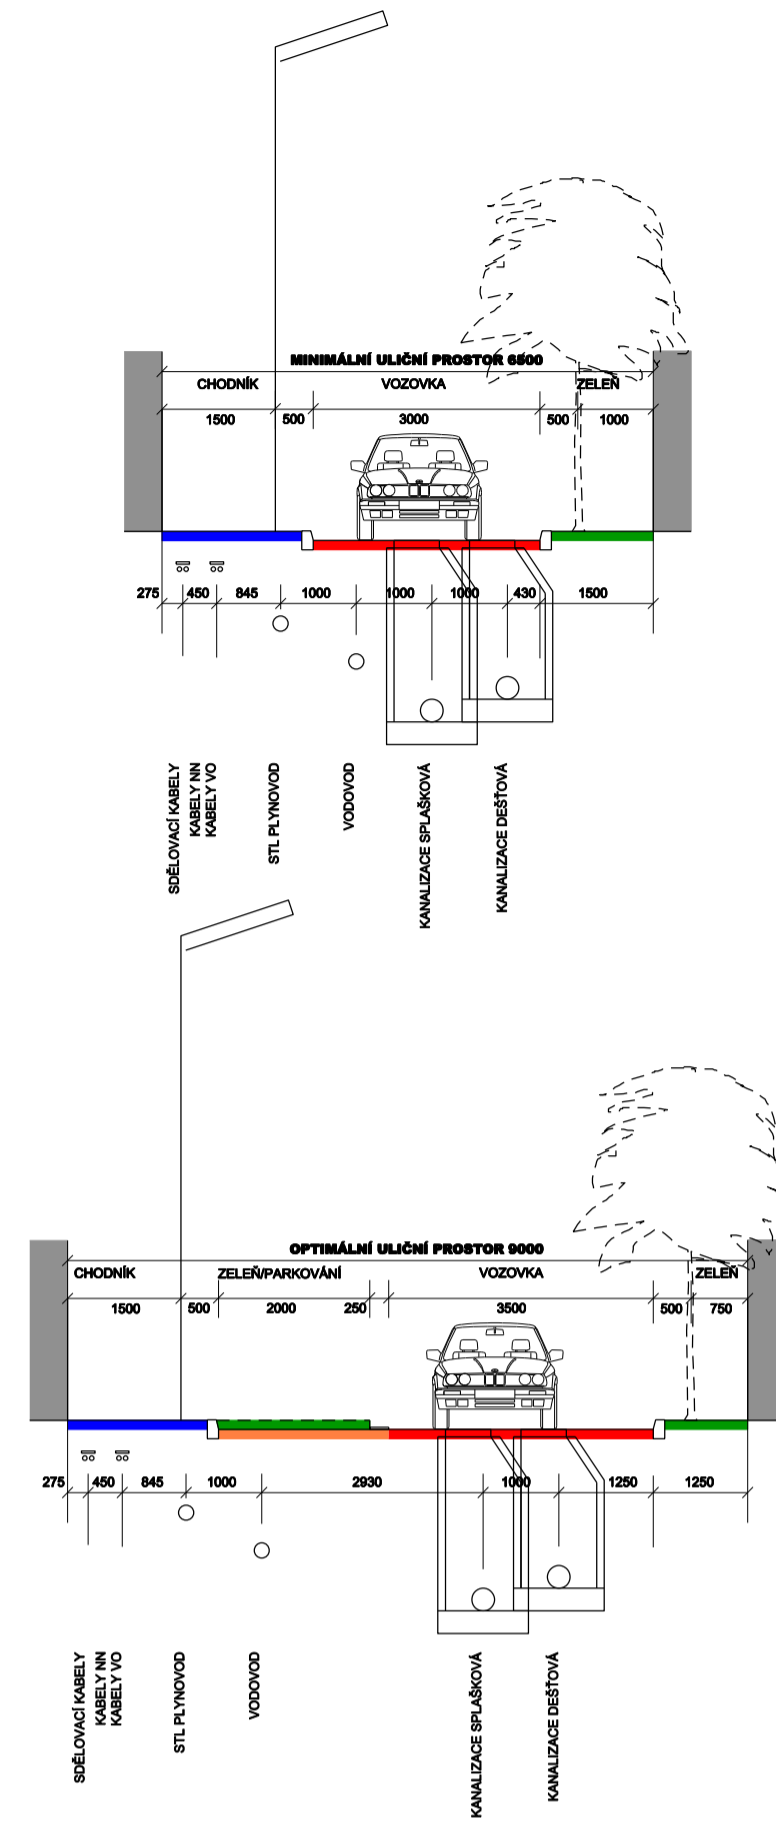 MINIMÁLNÍ ULIČNÍ PROSTOR 6500
CHODNÍK VOZOVKA ZELEŇ
1500 500 3000 500 1000
275 450 845 1000 1000 1000 430 1500
SDĚLOVACÍ KABELY
KABELY NN
KABELY VO
STL PLYNOVOD
VODOVOD
KANALIZACE SPLAŠKOVÁ
KANALIZACE DEŠŤOVÁ
OPTIMÁLNÍ ULIČNÍ PROSTOR 9000
CHODNÍK ZELEŇ/PARKOVÁNÍ VOZOVKA ZELEŇ
1500 500 2000 250 3500 500 750
275 450 845 1000 2930 1000 1250 1250
SDĚLOVACÍ KABELY
KABELY NN
KABELY VO
STL PLYNOVOD
VODOVOD
KANALIZACE SPLAŠKOVÁ
KANALIZACE DEŠŤOVÁ